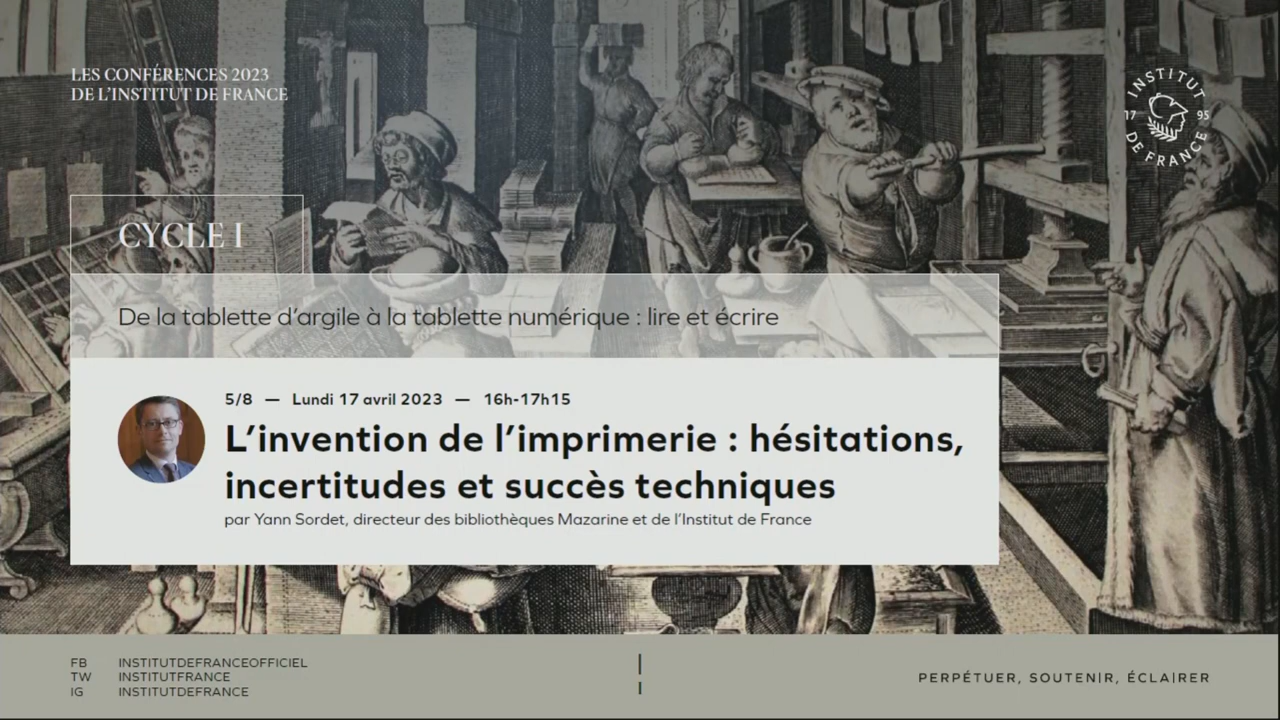 LES CONFÉRENCES 2023
DE L'INSTITUT DE FRANCE
INSTITUT
17 95
DE FRANCE
CYCLE I
De la tablette d'argile à la tablette numérique : lire et écrire
5/8 — Lundi 17 avril 2023 — 16h-17h15
L'invention de l'imprimerie : hésitations,
incertitudes et succès techniques
par Yann Sordet, directeur des bibliothèques Mazarine et de l'Institut de France
FB INSTITUTDEFRANCEOFFICIEL
TW INSTITUTFRANCE
IG INSTITUTDEFRANCE
PERPÉTUER, SOUTENIR, ÉCLAIRER